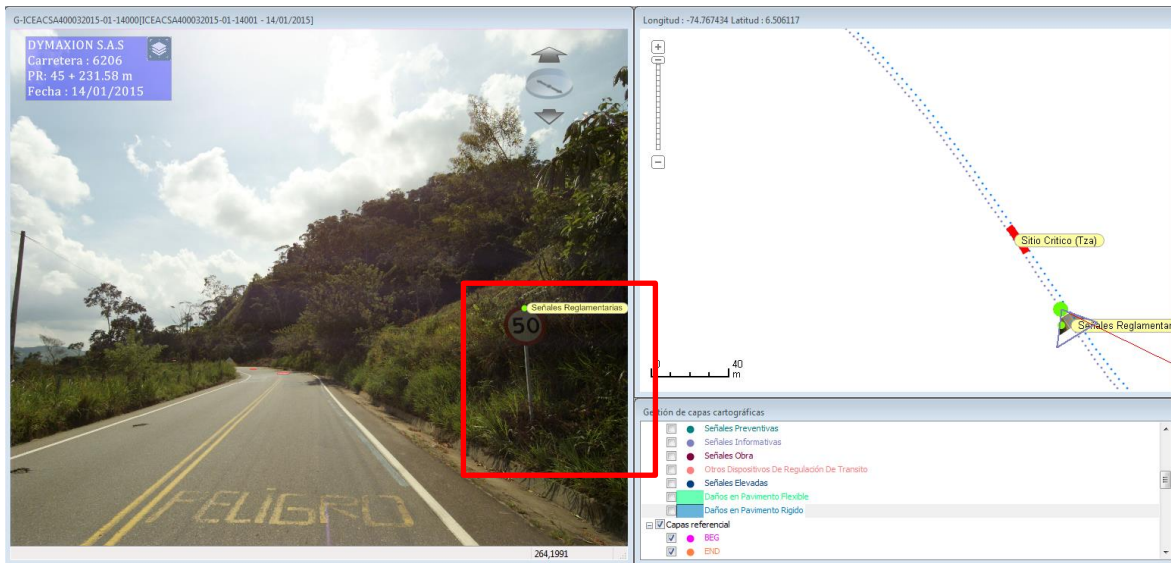 G-ICEACSA400032015-01-14000[ICEACSA400032015-01-14001 - 14/01/2015]
DYMAXION S.A.S
Carretera : 6206
PR: 45 + 231.58 m
Fecha : 14/01/2015
Señales Reglamentarias
50
PELIGRO
264,1991
Longitud : -74.767434 Latitud : 6.506117
Sitio Critico (Tza)
Señales Reglamentar
0
40
m
Gestión de capas cartográficas
Señales Preventivas
Señales Informativas
Señales Obra
Otros Dispositivos De Regulación De Transito
Señales Elevadas
Daños en Pavimento Flexible
Daños en Pavimento Rigido
Capas referencial
BEG
END